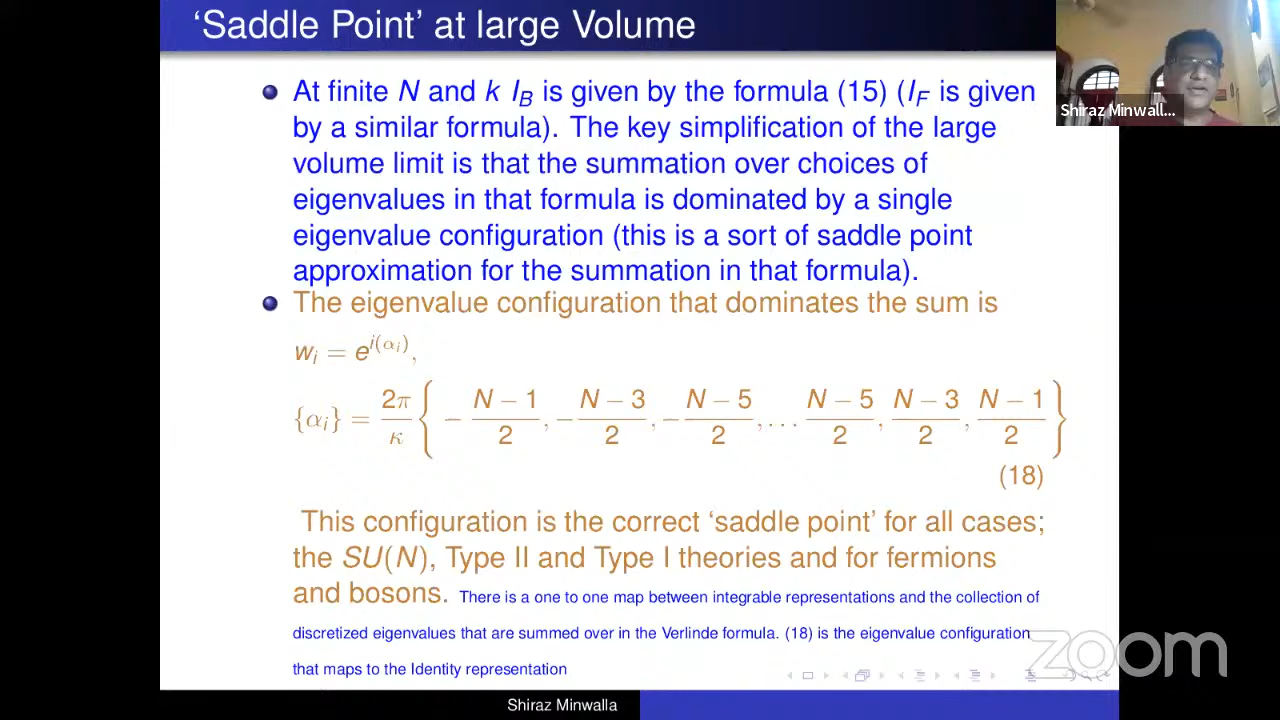 ‘Saddle Point’ at large Volume
Shiraz Minwall...
At finite N and k I_B is given by the formula (15) (I_F is given
by a similar formula). The key simplification of the large
volume limit is that the summation over choices of
eigenvalues in that formula is dominated by a single
eigenvalue configuration (this is a sort of saddle point
approximation for the summation in that formula).
The eigenvalue configuration that dominates the sum is
w_i = e^{i(α_i)},
{α_i} = 2π/κ { − N − 1/2, − N − 3/2, − N − 5/2, ... N − 5/2, N − 3/2, N − 1/2 }
(18)
This configuration is the correct ‘saddle point’ for all cases;
the SU(N), Type II and Type I theories and for fermions
and bosons. There is a one to one map between integrable representations and the collection of
discretized eigenvalues that are summed over in the Verlinde formula. (18) is the eigenvalue configuration
that maps to the Identity representation
zoom
Shiraz Minwalla